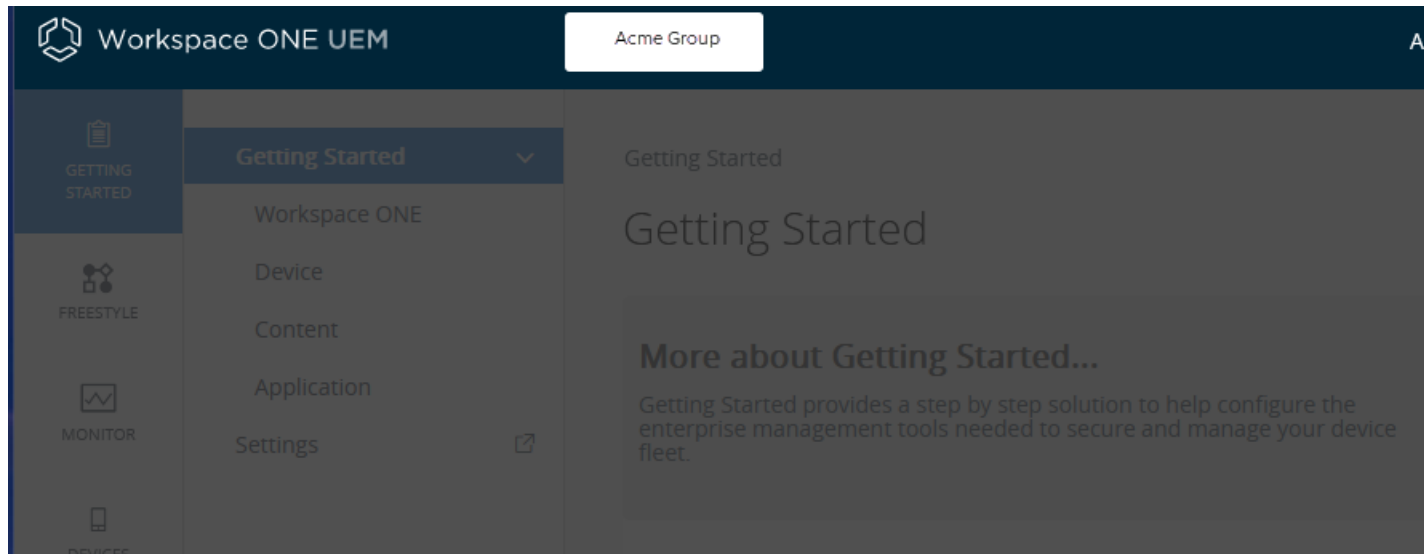 Workspace ONE UEM
Acme Group
A
GETTING
STARTED
FREESTYLE
MONITOR
DEVICES
Getting Started
Workspace ONE
Device
Content
Application
Settings
Getting Started
Getting Started
More about Getting Started...
Getting Started provides a step by step solution to help configure the
enterprise management tools needed to secure and manage your device
fleet.